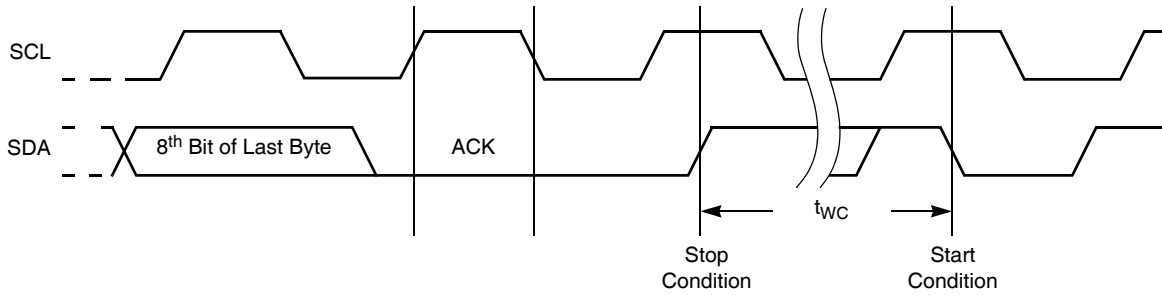 SCL
SDA
8th Bit of Last Byte
ACK
tWC
Stop
Condition
Start
Condition